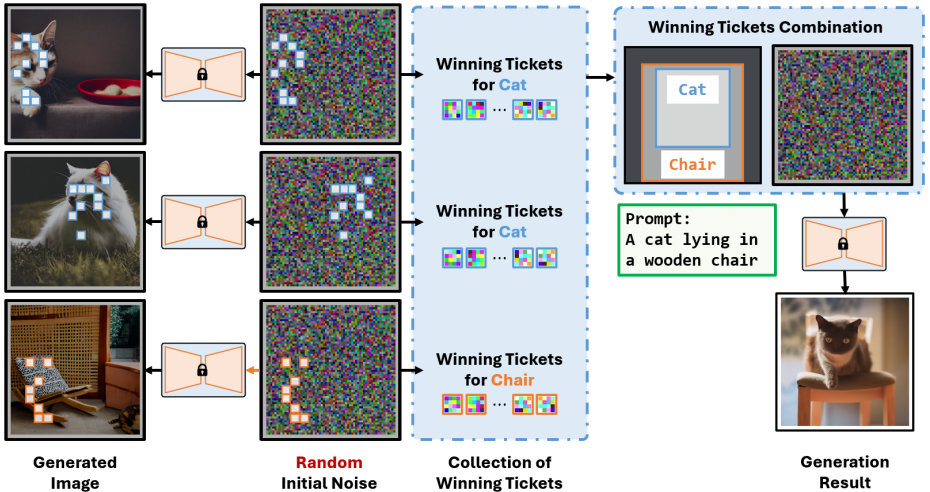 Winning Tickets Combination
Cat
Chair
Winning Tickets
for Cat
...
Winning Tickets
for Cat
...
Winning Tickets
for Chair
...
Prompt:
A cat lying in
a wooden chair
Generated
Image
Random
Initial Noise
Collection of
Winning Tickets
Generation
Result